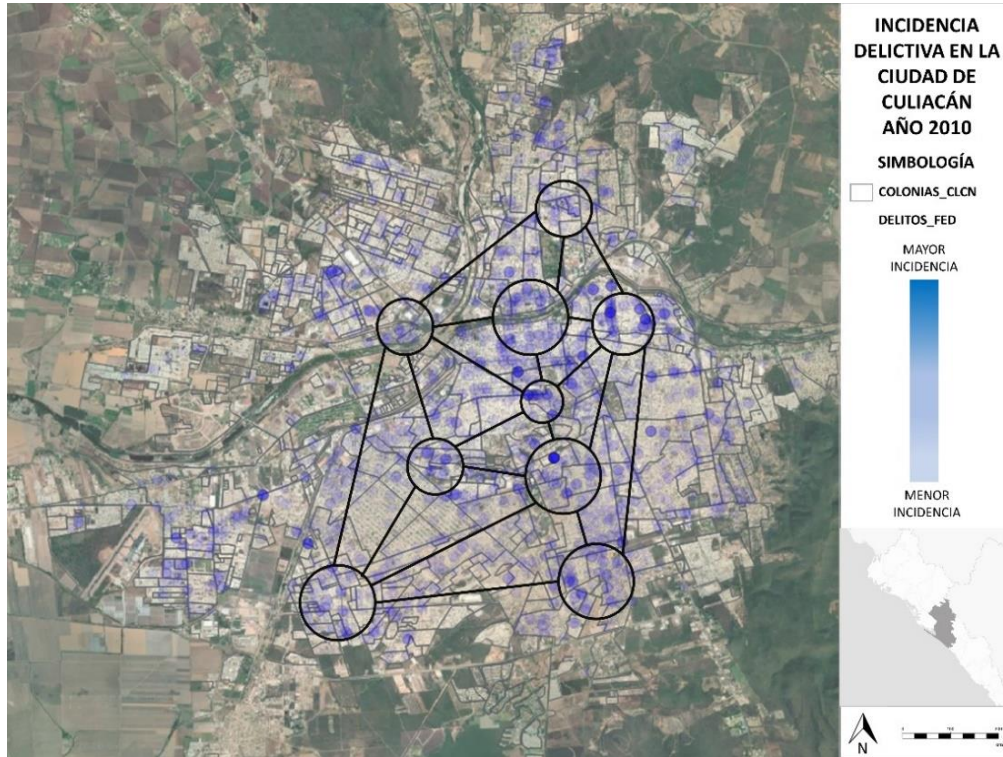 INCIDENCIA
DELICTIVA EN LA
CIUDAD DE
CULIACÁN
AÑO 2010
SIMBOLOGÍA
COLONIAS_CLCN
DELITOS_FED
MAYOR
INCIDENCIA
MENOR
INCIDENCIA
N